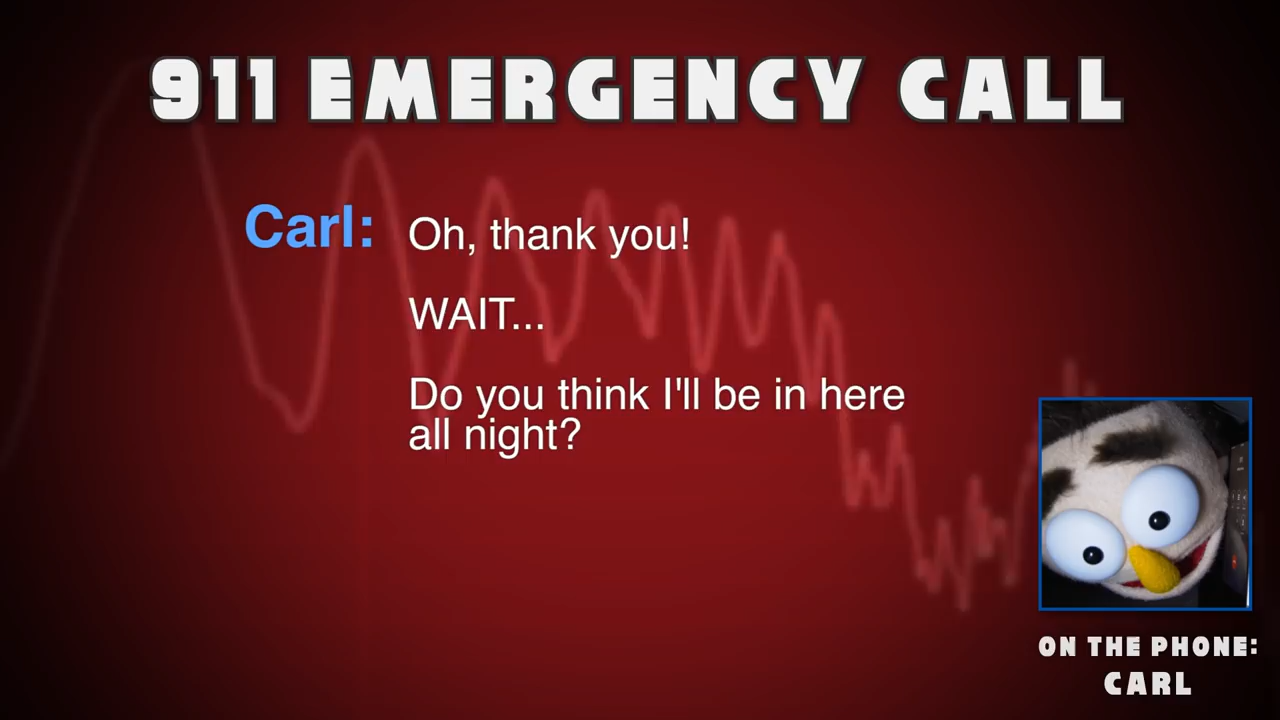 911 EMERGENCY CALL
Carl: Oh, thank you!
WAIT...
Do you think I'll be in here
all night?
ON THE PHONE:
CARL